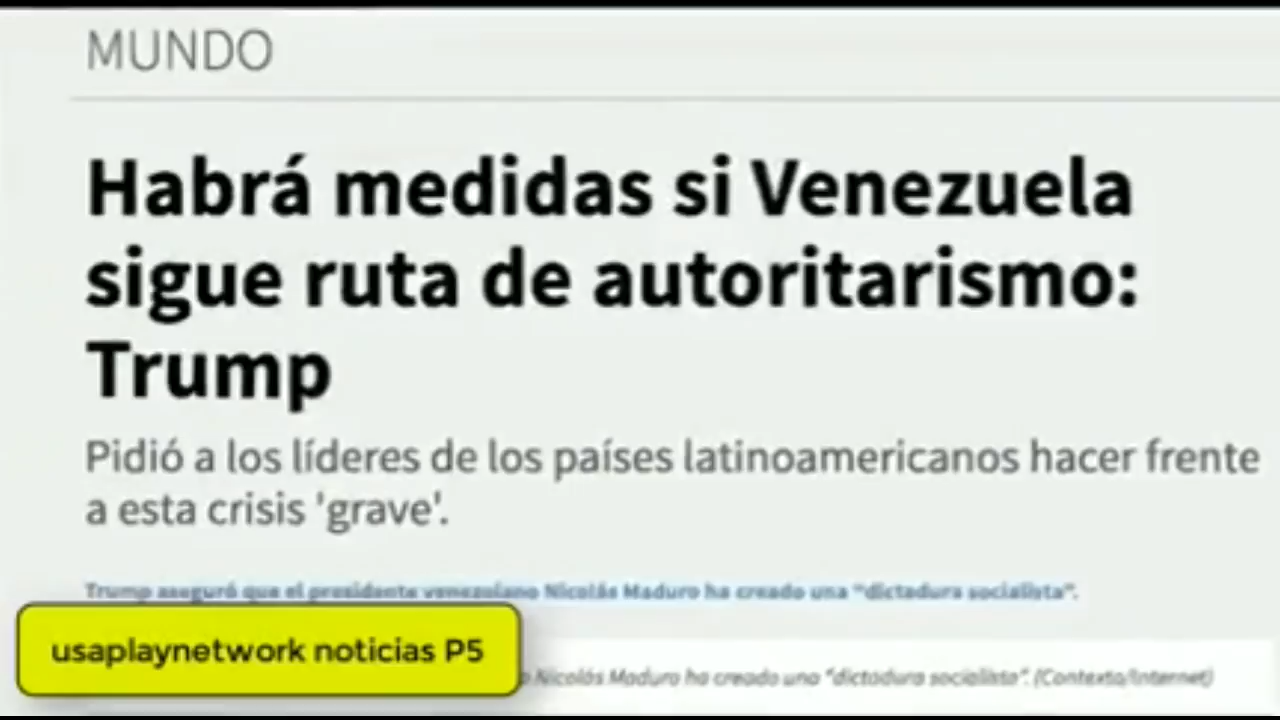 MUNDO
Habrá medidas si Venezuela
sigue ruta de autoritarismo:
Trump
Pidió a los líderes de los países latinoamericanos hacer frente
a esta crisis 'grave'.
Trump aseguró que el presidente venezolano Nicolás Maduro ha creado una "dictadura socialista".
usaplaynetwork noticias P5
o Nicolás Maduro ha creado una "dictadura socialista". (Contexto/Internet)